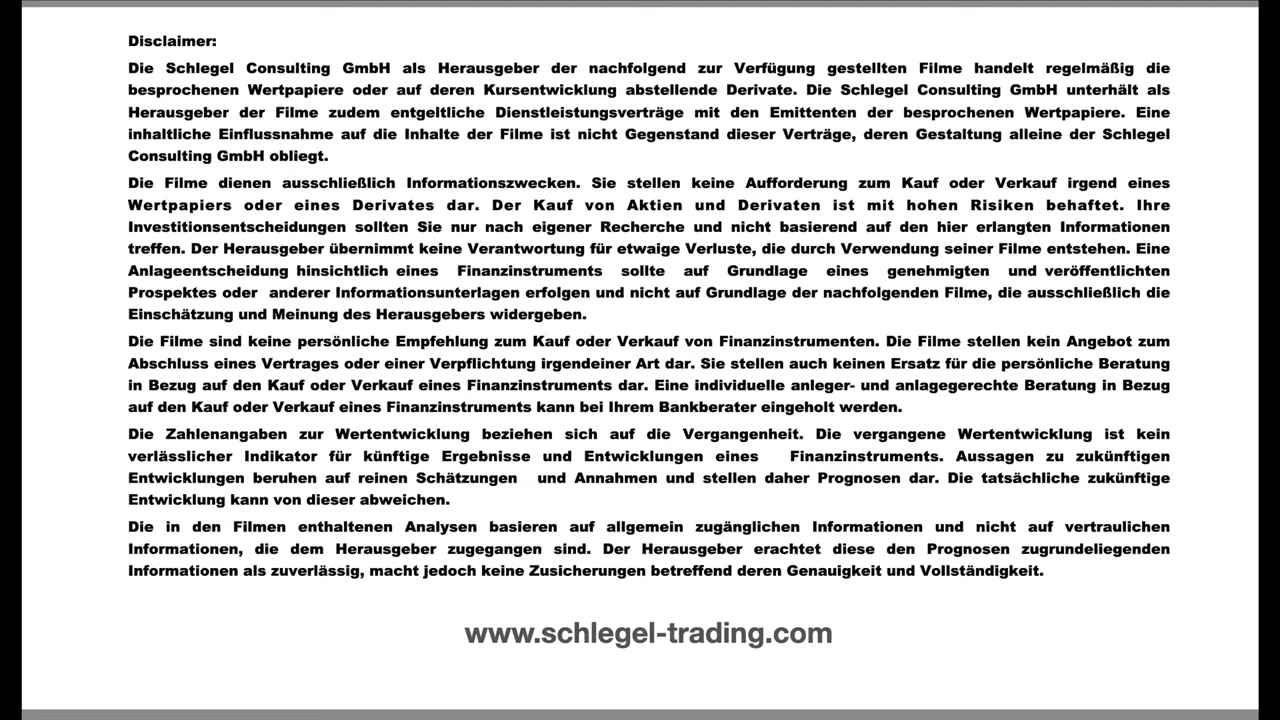 Disclaimer:
Die Schlegel Consulting GmbH als Herausgeber der nachfolgend zur Verfügung gestellten Filme handelt regelmäßig die
besprochenen Wertpapiere oder auf deren Kursentwicklung abstellende Derivate. Die Schlegel Consulting GmbH unterhält als
Herausgeber der Filme zudem entgeltliche Dienstleistungsverträge mit den Emittenten der besprochenen Wertpapiere. Eine
inhaltliche Einflussnahme auf die Inhalte der Filme ist nicht Gegenstand dieser Verträge, deren Gestaltung alleine der Schlegel
Consulting GmbH obliegt.
Die Filme dienen ausschließlich Informationszwecken. Sie stellen keine Aufforderung zum Kauf oder Verkauf irgend eines
Wertpapiers oder eines Derivates dar. Der Kauf von Aktien und Derivaten ist mit hohen Risiken behaftet. Ihre
Investitionsentscheidungen sollten Sie nur nach eigener Recherche und nicht basierend auf den hier erlangten Informationen
treffen. Der Herausgeber übernimmt keine Verantwortung für etwaige Verluste, die durch Verwendung seiner Filme entstehen. Eine
Anlageentscheidung hinsichtlich eines Finanzinstruments sollte auf Grundlage eines genehmigten und veröffentlichten
Prospektes oder anderer Informationsunterlagen erfolgen und nicht auf Grundlage der nachfolgenden Filme, die ausschließlich die
Einschätzung und Meinung des Herausgebers widergeben.
Die Filme sind keine persönliche Empfehlung zum Kauf oder Verkauf von Finanzinstrumenten. Die Filme stellen kein Angebot zum
Abschluss eines Vertrages oder einer Verpflichtung irgendeiner Art dar. Sie stellen auch keinen Ersatz für die persönliche Beratung
in Bezug auf den Kauf oder Verkauf eines Finanzinstruments dar. Eine individuelle anleger- und anlagegerechte Beratung in Bezug
auf den Kauf oder Verkauf eines Finanzinstruments kann bei Ihrem Bankberater eingeholt werden.
Die Zahlenangaben zur Wertentwicklung beziehen sich auf die Vergangenheit. Die vergangene Wertentwicklung ist kein
verlässlicher Indikator für künftige Ergebnisse und Entwicklungen eines Finanzinstruments. Aussagen zu zukünftigen
Entwicklungen beruhen auf reinen Schätzungen und Annahmen und stellen daher Prognosen dar. Die tatsächliche zukünftige
Entwicklung kann von dieser abweichen.
Die in den Filmen enthaltenen Analysen basieren auf allgemein zugänglichen Informationen und nicht auf vertraulichen
Informationen, die dem Herausgeber zugegangen sind. Der Herausgeber erachtet diese den Prognosen zugrundeliegenden
Informationen als zuverlässig, macht jedoch keine Zusicherungen betreffend deren Genauigkeit und Vollständigkeit.
www.schlegel-trading.com